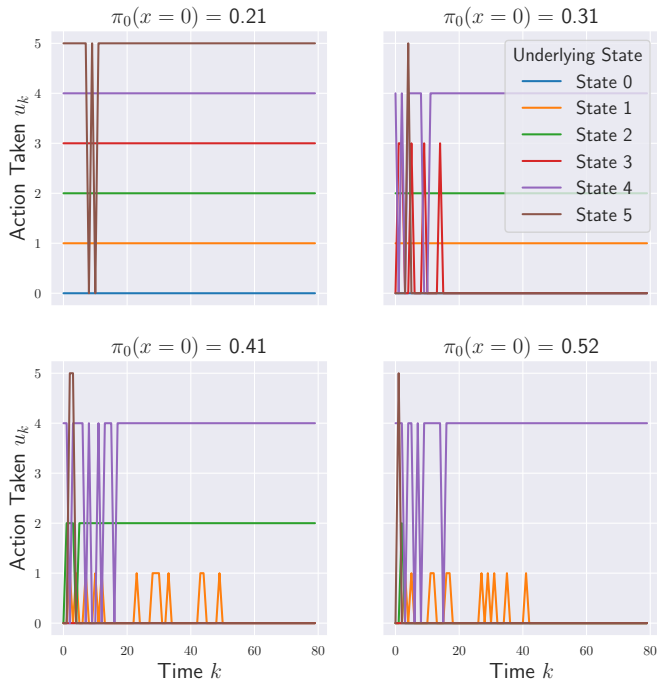 π₀(x = 0) = 0.21
π₀(x = 0) = 0.31
Action Taken uₖ
5
4
3
2
1
0
Underlying State
State 0
State 1
State 2
State 3
State 4
State 5
π₀(x = 0) = 0.41
π₀(x = 0) = 0.52
Action Taken uₖ
5
4
3
2
1
0
0 20 40 60 80
0 20 40 60 80
Time k
Time k